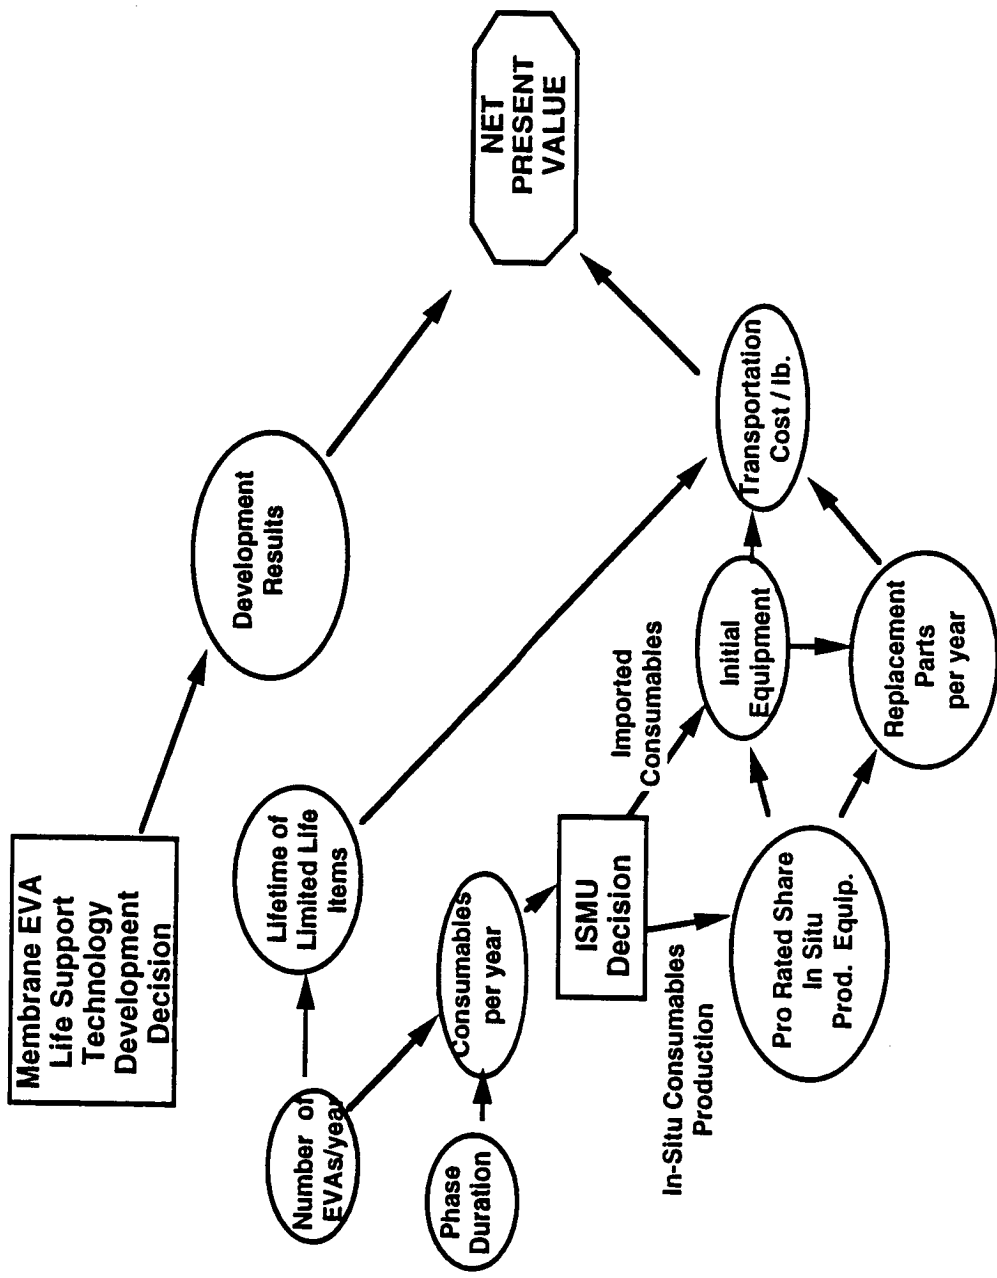 Membrane EVA
Life Support
Technology
Development
Decision
Development
Results
Number of
EVAs/year
Lifetime of
Limited Life
Items
NET
PRESENT
VALUE
Phase
Duration
Consumables
per year
ISMU
Decision
Imported
Consumables
In-Situ Consumables
Production
Initial
Equipment
Transportation
Cost / lb.
Pro Rated Share
In Situ
Prod. Equip.
Replacement
Parts
per year